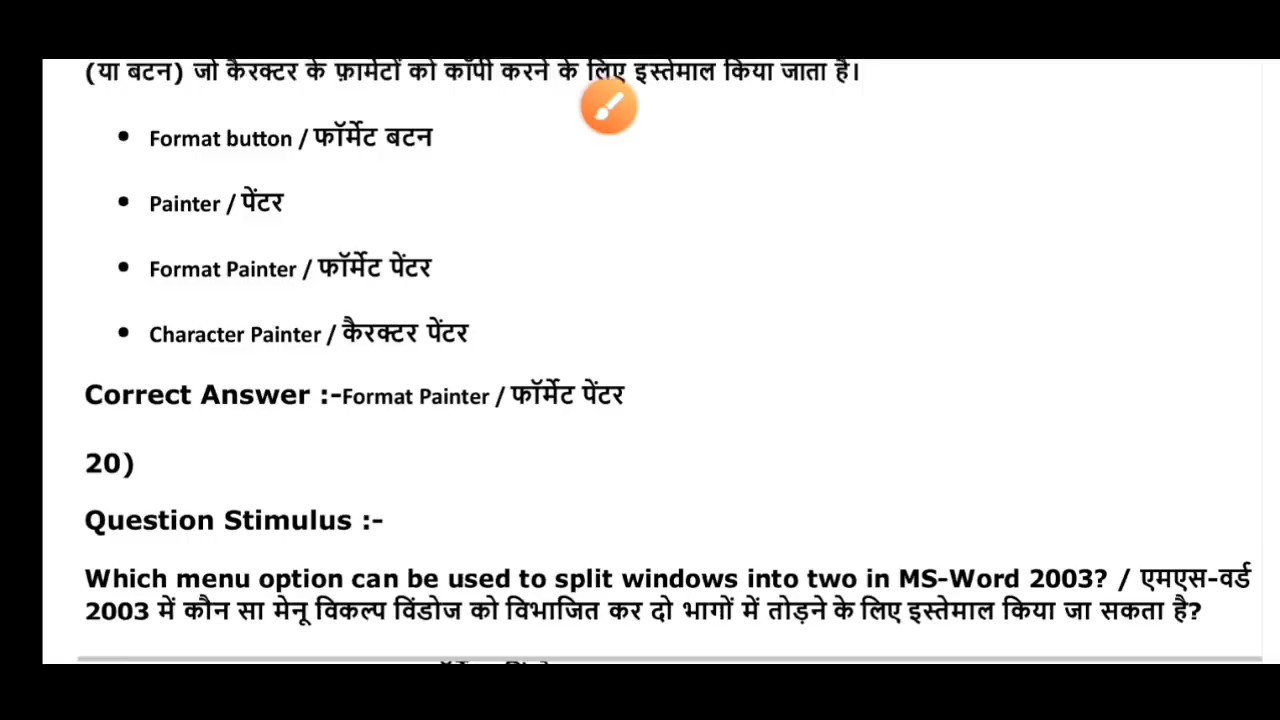 (या बटन) जो कैरेक्टर के फ़ार्मेटों को कॉपी करने के लिए इस्तेमाल किया जाता है।
Format button / फॉर्मेट बटन
Painter / पेंटर
Format Painter / फॉर्मेट पेंटर
Character Painter / कैरक्टर पेंटर
Correct Answer :-Format Painter / फॉर्मेट पेंटर
20)
Question Stimulus :-
Which menu option can be used to split windows into two in MS-Word 2003? / एमएस-वर्ड
2003 में कौन सा मेनू विकल्प विंडोज को विभाजित कर दो भागों में तोड़ने के लिए इस्तेमाल किया जा सकता है?